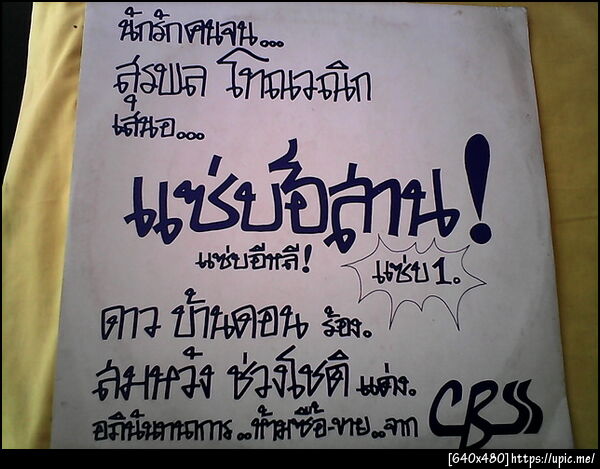 นักรักคนจน...
สุรพล โทณวณิก
เสนอ...
แซ่บอีสาน!
แซ่บอีหลี!
แซ่บ 1.
ดาว บ้านดอน ร้อง.
สมหวัง ช่วงโชติ แต่ง.
อภินันทนาการ..ห้ามซื้อ-ขาย..จาก CBSS
[640x480]https://upic.me/